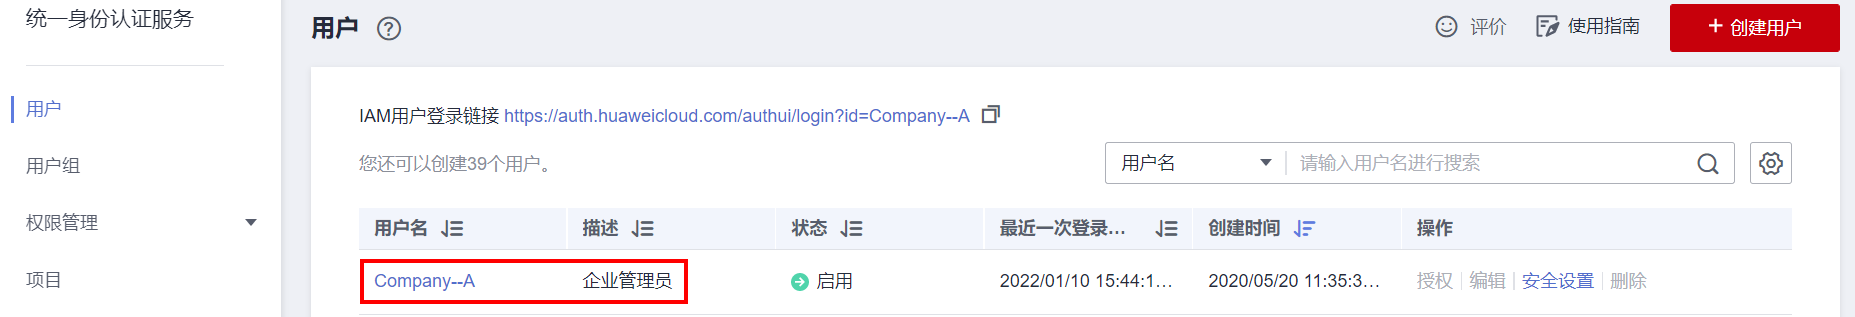 统一身份认证服务
用户
用户组
权限管理
项目
用户 ?
评价 使用指南 + 创建用户
IAM用户登录链接 https://auth.huaweicloud.com/authui/login?id=Company--A
您还可以创建39个用户。
用户名 请输入用户名进行搜索
用户名 描述 状态 最近一次登录... 创建时间 操作
Company--A 企业管理员 启用 2022/01/10 15:44:1... 2020/05/20 11:35:3... 授权 | 编辑 | 安全设置 | 删除